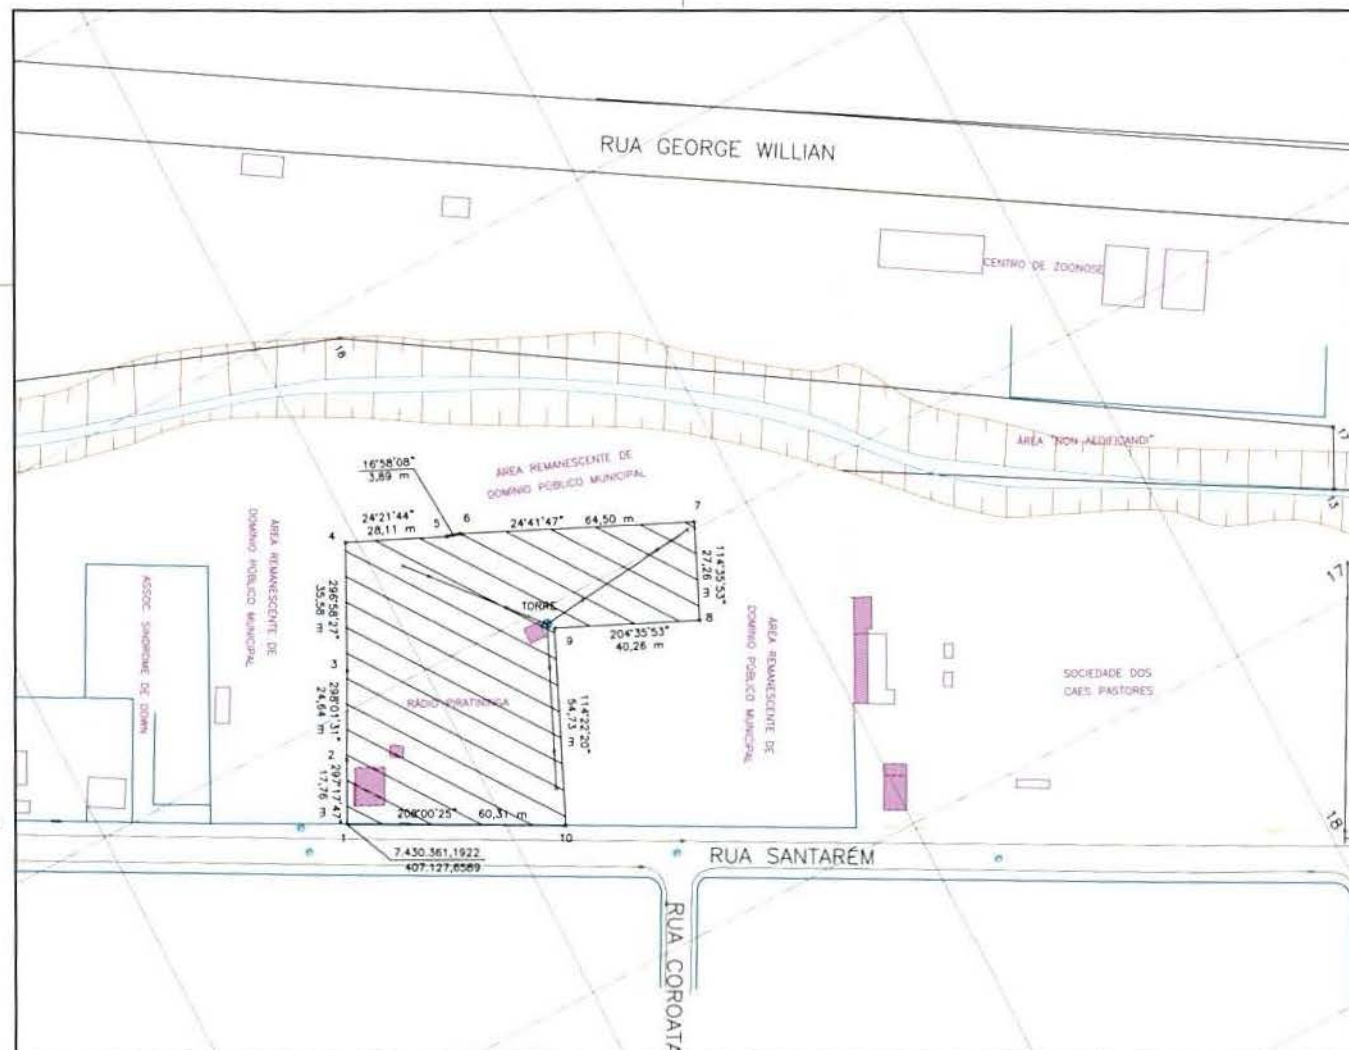 RUA GEORGE WILLIAN
CENTRO DE ZOONOSE
18
17
ÁREA "NON AEDIFICANDI"
13
ÁREA REMANESCENTE DE
DOMÍNIO PÚBLICO MUNICIPAL
16°58'08"
3,89 m
24°21'44"
28,11 m
5
6
24°41'47" 64,50 m
7
4
ÁREA REMANESCENTE DE
DOMÍNIO PÚBLICO MUNICIPAL
ASSOC. SINDROME DE DOWN
296°58'27"
35,58 m
3
298°01'31"
24,64 m
2
297°17'47"
17,76 m
1
TORRE
9
8
114°35'53"
27,26 m
204°35'53"
40,26 m
114°22'20"
54,73 m
RÁDIO PIRATININGA
60,31 m
10
ÁREA REMANESCENTE DE
DOMÍNIO PÚBLICO MUNICIPAL
SOCIEDADE DOS
CAES PASTORES
17
18
7.430.361,1922
407.127,6589
RUA SANTARÉM
RUA COROATA